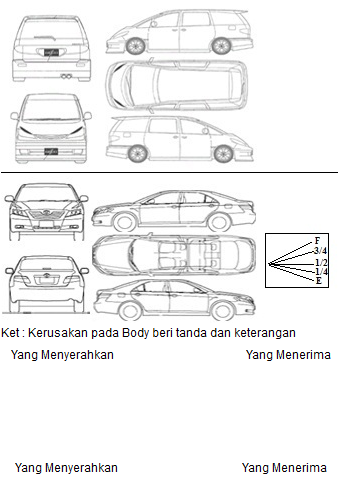 F
3/4
1/2
1/4
E
Ket : Kerusakan pada Body beri tanda dan keterangan
Yang Menyerahkan Yang Menerima
Yang Menyerahkan Yang Menerima